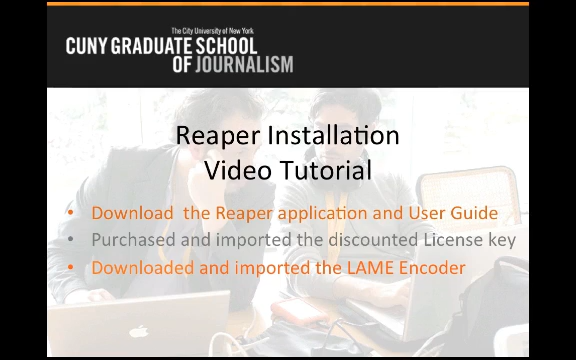 The City University of New York
CUNY GRADUATE SCHOOL
OF JOURNALISM
Reaper Installation
Video Tutorial
• Download the Reaper application and User Guide
• Purchased and imported the discounted License key
• Downloaded and imported the LAME Encoder